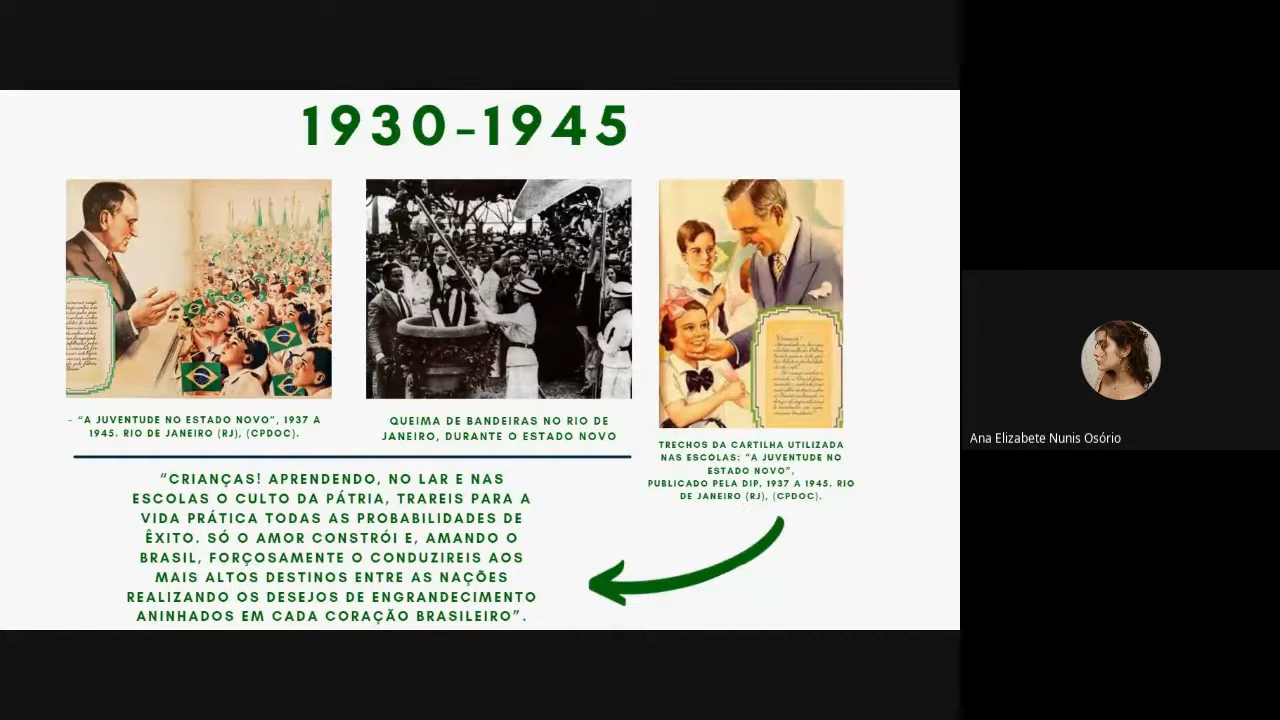 1930-1945
- “A JUVENTUDE NO ESTADO NOVO”, 1937 A
1945. RIO DE JANEIRO (RJ), (CPDOC).
QUEIMA DE BANDEIRAS NO RIO DE
JANEIRO, DURANTE O ESTADO NOVO
TRECHOS DA CARTILHA UTILIZADA
NAS ESCOLAS: “A JUVENTUDE NO
ESTADO NOVO”,
PUBLICADO PELA DIP, 1937 A 1945. RIO
DE JANEIRO (RJ), (CPDOC).
“CRIANÇAS! APRENDENDO, NO LAR E NAS
ESCOLAS O CULTO DA PÁTRIA, TRAREIS PARA A
VIDA PRÁTICA TODAS AS PROBABILIDADES DE
ÊXITO. SÓ O AMOR CONSTRÓI E, AMANDO O
BRASIL, FORÇOSAMENTE O CONDUZIREIS AOS
MAIS ALTOS DESTINOS ENTRE AS NAÇÕES
REALIZANDO OS DESEJOS DE ENGRANDECIMENTO
ANINHADOS EM CADA CORAÇÃO BRASILEIRO”.
Ana Elizabete Nunis Osório